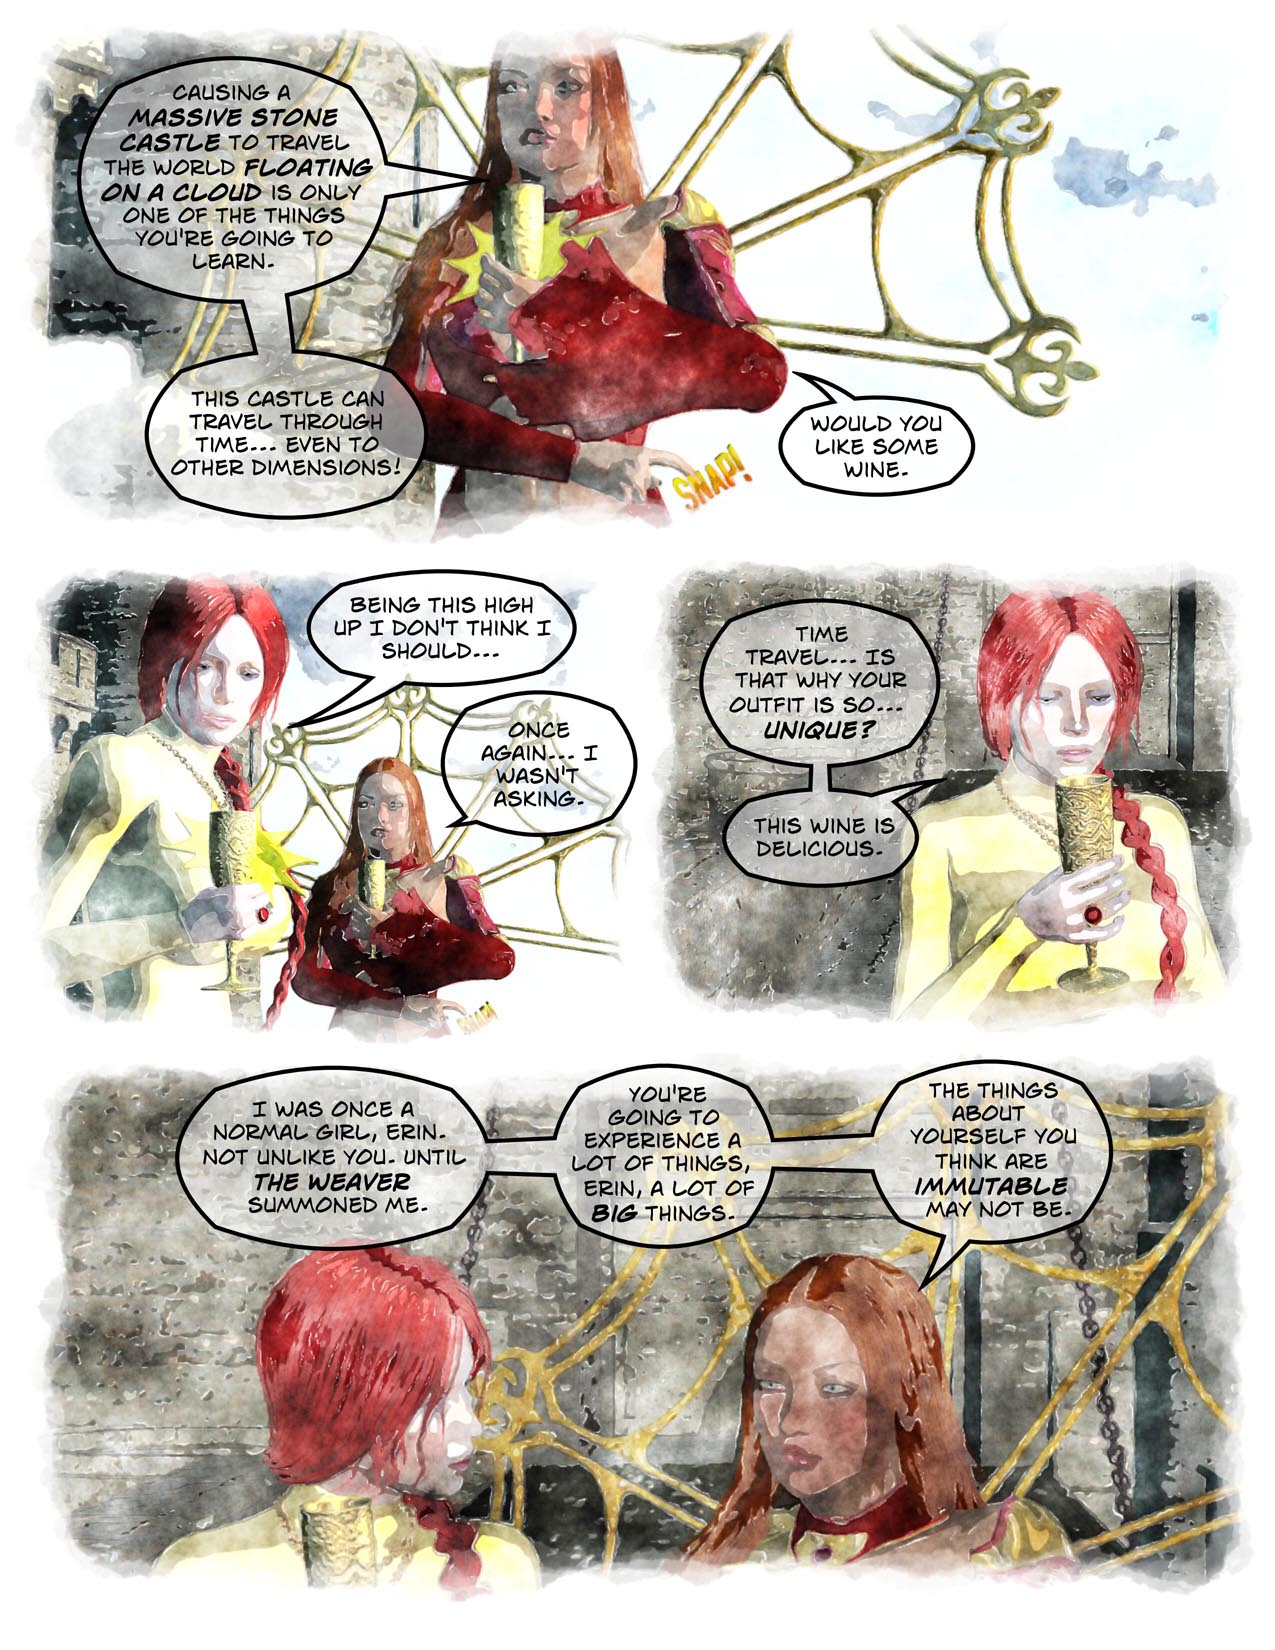 CAUSING A
MASSIVE STONE
CASTLE TO TRAVEL
THE WORLD FLOATING
ON A CLOUD IS ONLY
ONE OF THE THINGS
YOU'RE GOING TO
LEARN.
THIS CASTLE CAN
TRAVEL THROUGH
TIME... EVEN TO
OTHER DIMENSIONS!
WOULD YOU
LIKE SOME
WINE.
SNAP!
BEING THIS HIGH
UP I DON'T THINK I
SHOULD...
ONCE
AGAIN... I
WASN'T
ASKING.
SNAP!
TIME
TRAVEL... IS
THAT WHY YOUR
OUTFIT IS SO...
UNIQUE?
THIS WINE IS
DELICIOUS.
I WAS ONCE A
NORMAL GIRL, ERIN.
NOT UNLIKE YOU. UNTIL
THE WEAVER
SUMMONED ME.
YOU'RE
GOING TO
EXPERIENCE A
LOT OF THINGS,
ERIN, A LOT OF
BIG THINGS.
THE THINGS
ABOUT
YOURSELF YOU
THINK ARE
IMMUTABLE
MAY NOT BE.